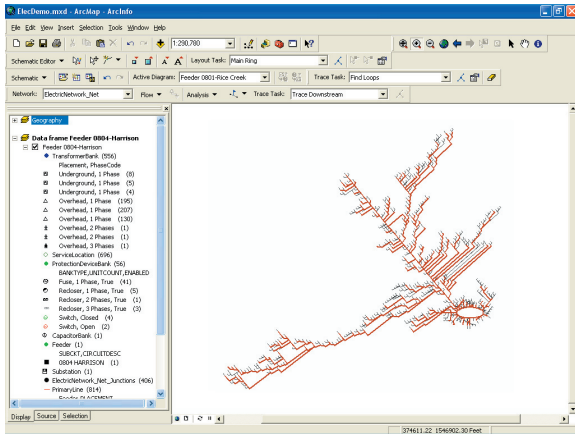 ElecDemo.mxd - ArcMap - ArcInfo
File Edit View Insert Selection Tools Window Help
1:290,780
Schematic Editor Layout Task: Main Ring
Schematic Active Diagram: Feeder 0801-Rice Creek Trace Task: Find Loops
Network: ElectricNetwork_Net Flow Analysis Trace Task: Trace Downstream
Geography
Data frame Feeder 0804-Harrison
Feeder 0804-Harrison
TransformerBank (556)
Placement, PhaseCode
Underground, 1 Phase (8)
Underground, 1 Phase (5)
Underground, 1 Phase (4)
Overhead, 1 Phase (195)
Overhead, 1 Phase (207)
Overhead, 1 Phase (130)
Overhead, 2 Phases (1)
Overhead, 2 Phases (1)
Overhead, 3 Phases (1)
ServiceLocation (696)
ProtectionDeviceBank (56)
BANKTYPE,UNITCOUNT,ENABLED
Fuse, 1 Phase, True (41)
Recloser, 1 Phase, True (5)
Recloser, 2 Phases, True (1)
Recloser, 3 Phases, True (3)
Switch, Closed (4)
Switch, Open (2)
CapacitorBank (1)
Feeder (1)
SUBCKT,CIRCUITDESC
0804-HARRISON (1)
Substation (1)
ElectricNetwork_Net_Junctions (406)
PrimaryLine (814)
Feeder PLACEMENT
Display Source Selection
374611.22 1546902.30 Feet